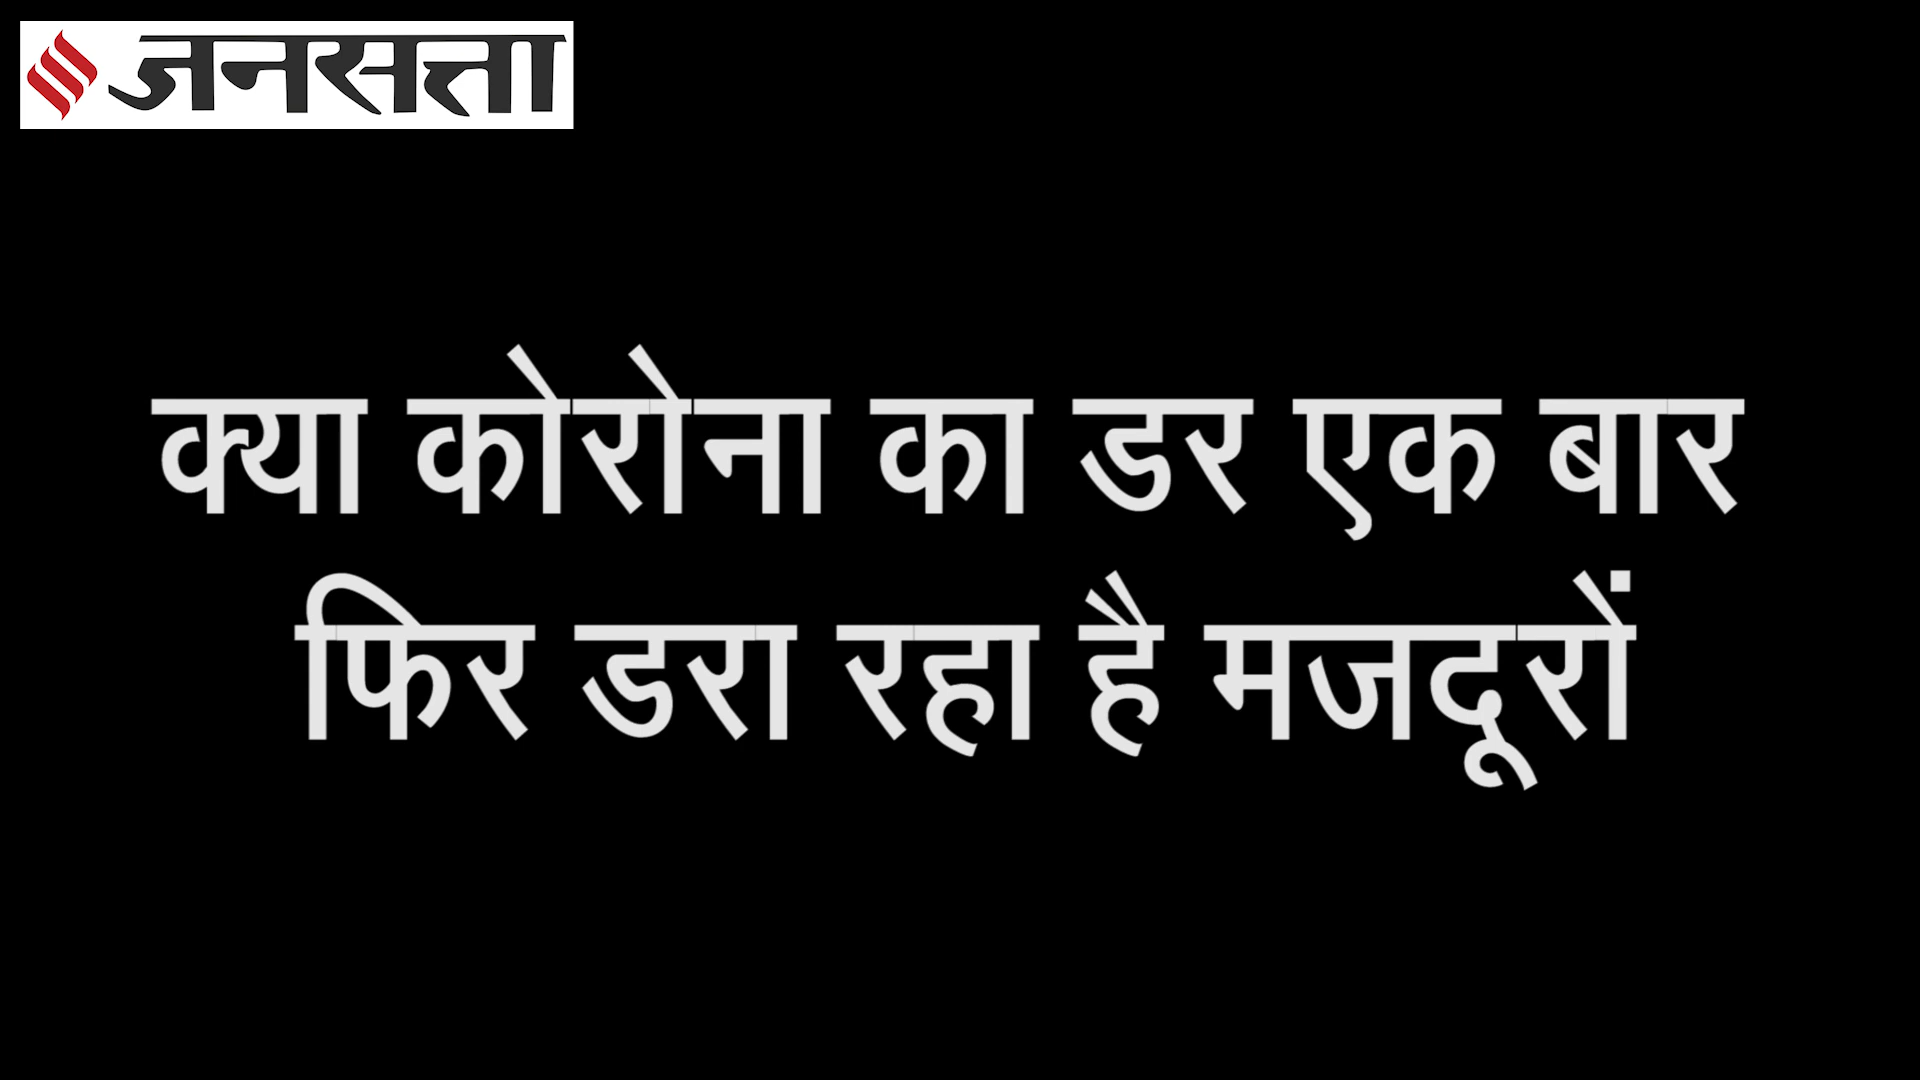 जनसत्ता
क्या कोरोना का डर एक बार
फिर डरा रहा है मजदूरों